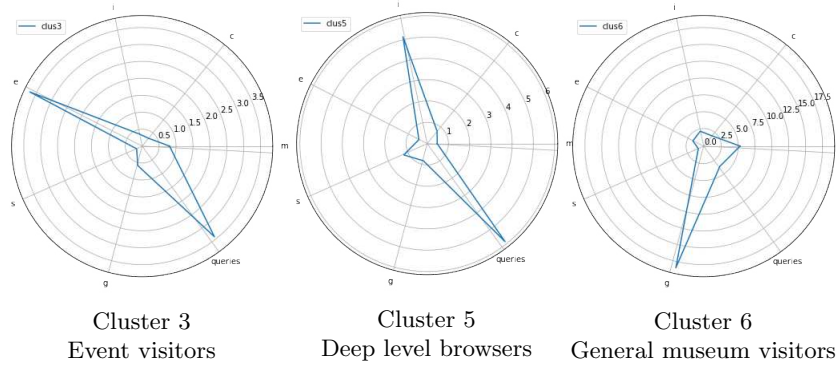 clus3
i
c
e
m
s
g
queries
0.5
1.0
1.5
2.0
2.5
3.0
3.5
clus5
i
c
e
m
s
g
queries
1
2
3
4
5
6
clus6
i
c
e
m
s
g
queries
0.0
2.5
5.0
7.5
10.0
12.5
15.0
17.5
Cluster 3
Event visitors
Cluster 5
Deep level browsers
Cluster 6
General museum visitors